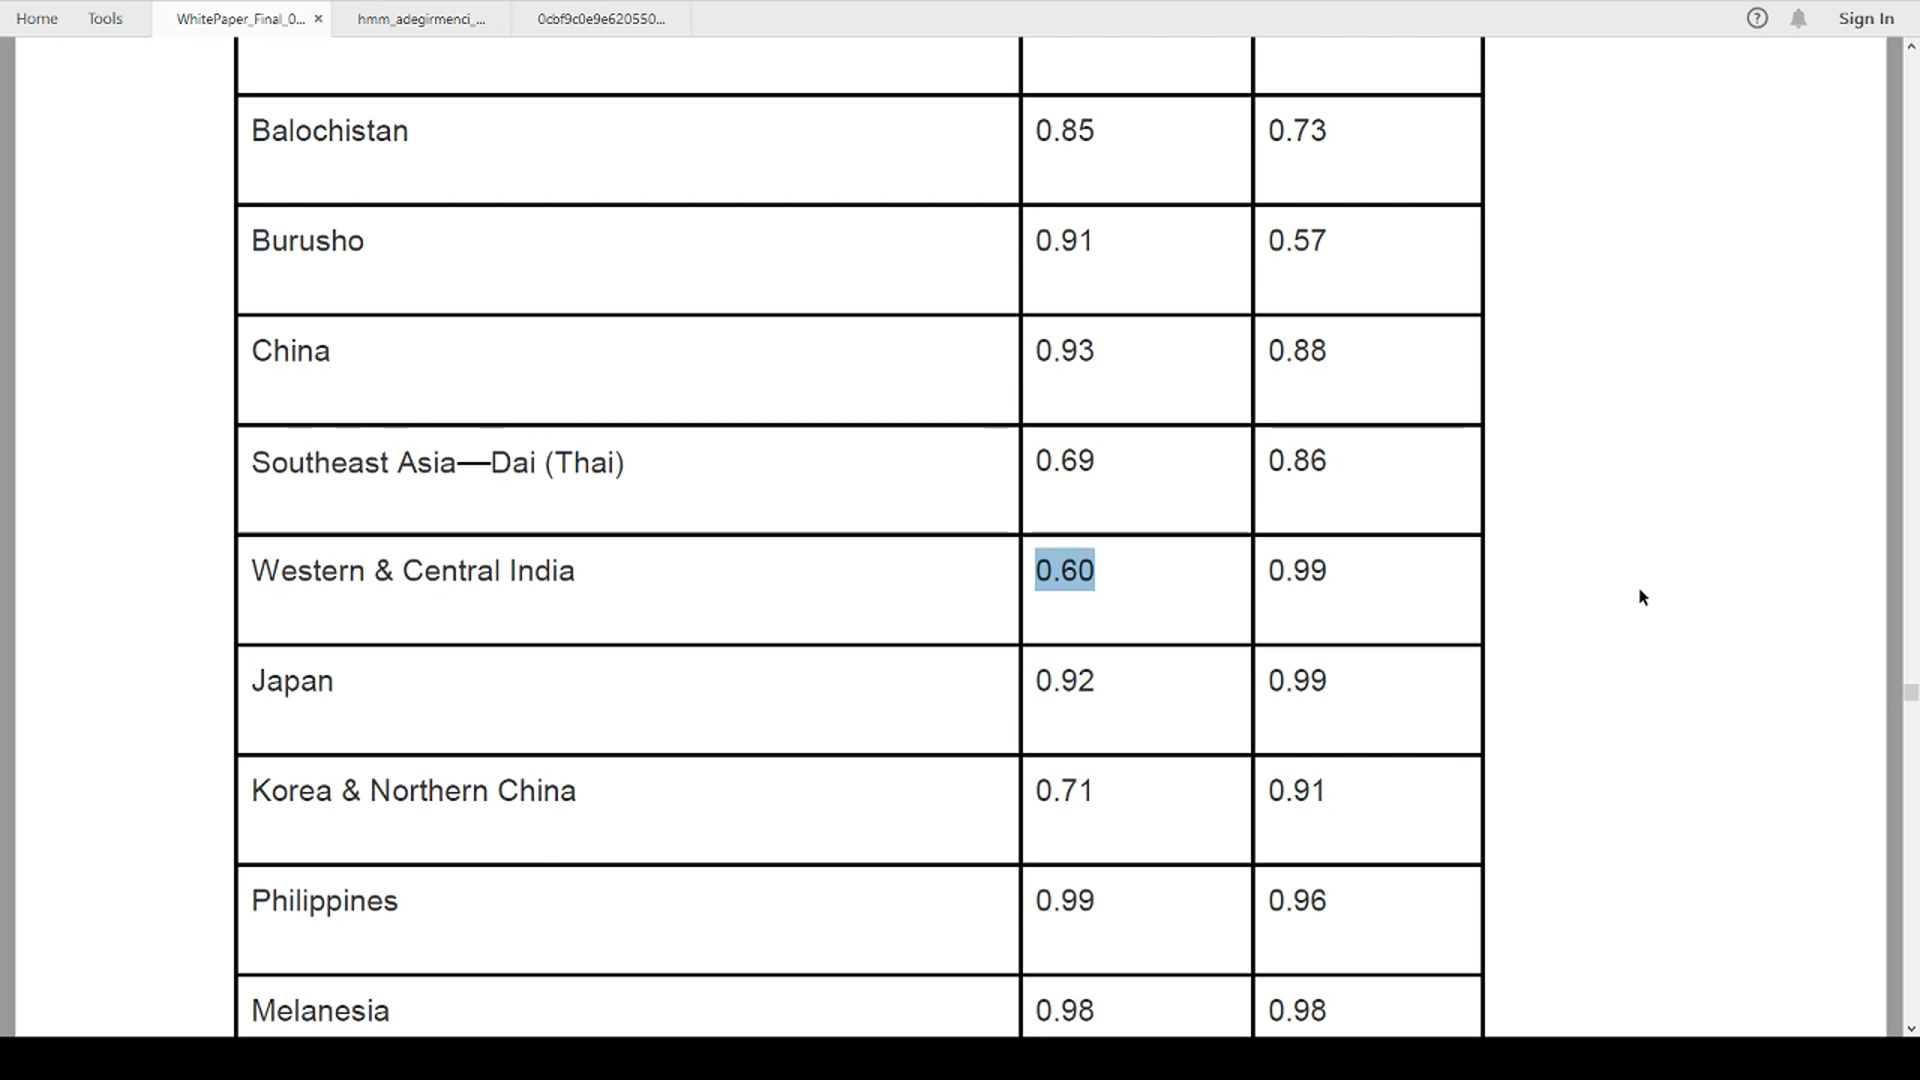 Home Tools WhitePaper_Final_0... × hmm_adegirmenci_... 0cbf9c0e9e620550... ? Sign In
Balochistan 0.85 0.73
Burusho 0.91 0.57
China 0.93 0.88
Southeast Asia—Dai (Thai) 0.69 0.86
Western & Central India 0.60 0.99
Japan 0.92 0.99
Korea & Northern China 0.71 0.91
Philippines 0.99 0.96
Melanesia 0.98 0.98